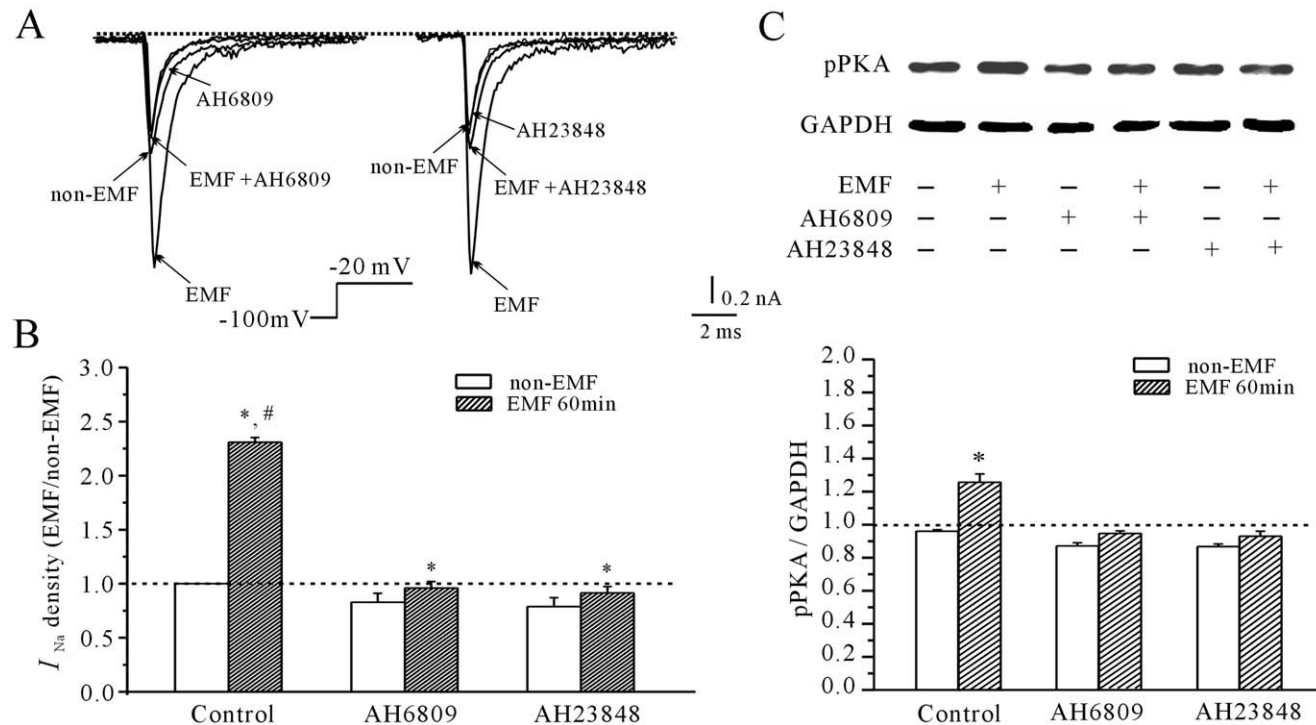 A
AH6809
non-EMF
EMF +AH6809
EMF
-20 mV
-100mV
AH23848
non-EMF
EMF +AH23848
EMF
0.2 nA
2 ms
B
I Na density (EMF/non-EMF)
3.0
2.5
2.0
1.5
1.0
0.5
0.0
non-EMF
EMF 60min
*, #
*
*
Control AH6809 AH23848
C
pPKA
GAPDH
EMF − + − + − +
AH6809 − − + + − −
AH23848 − − − − + +
pPKA / GAPDH
2.0
1.8
1.6
1.4
1.2
1.0
0.8
0.6
0.4
0.2
0.0
non-EMF
EMF 60min
*
Control AH6809 AH23848